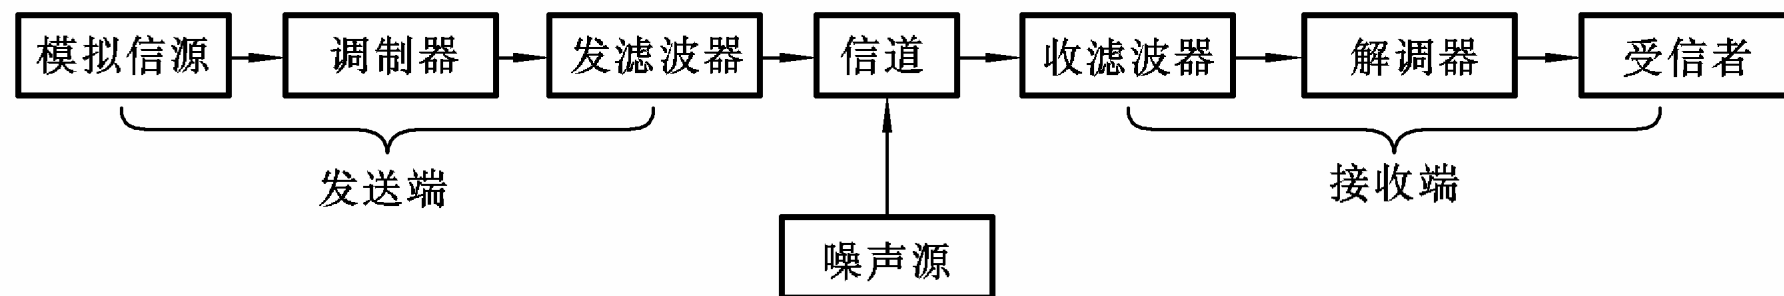 模拟信源
调制器
发滤波器
信道
收滤波器
解调器
受信者
发送端
接收端
噪声源